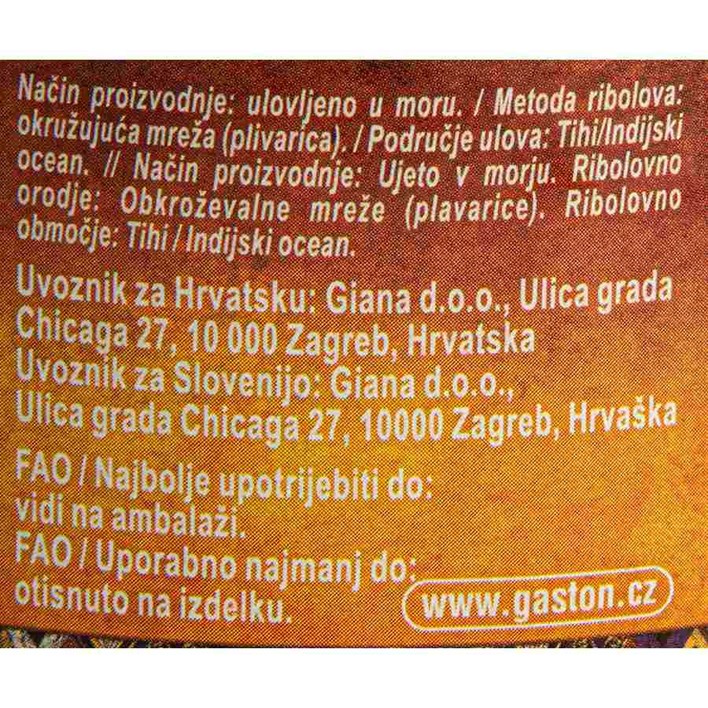 Način proizvodnje: ulovljeno u moru. / Metoda ribolova:
okružujuća mreža (plivarica). / Područje ulova: Tihi/Indijski
ocean. // Način proizvodnje: Ujeto v morju. Ribolovno
orodje: Obkroževalne mreže (plavarice). Ribolovno
območje: Tihi / Indijski ocean.
Uvoznik za Hrvatsku: Giana d.o.o., Ulica grada
Chicaga 27, 10 000 Zagreb, Hrvatska
Uvoznik za Slovenijo: Giana d.o.o.,
Ulica grada Chicaga 27, 10000 Zagreb, Hrvaška
FAO / Najbolje upotrijebiti do:
vidi na ambalaži.
FAO / Uporabno najmanj do:
otisnuto na izdelku.
www.gaston.cz